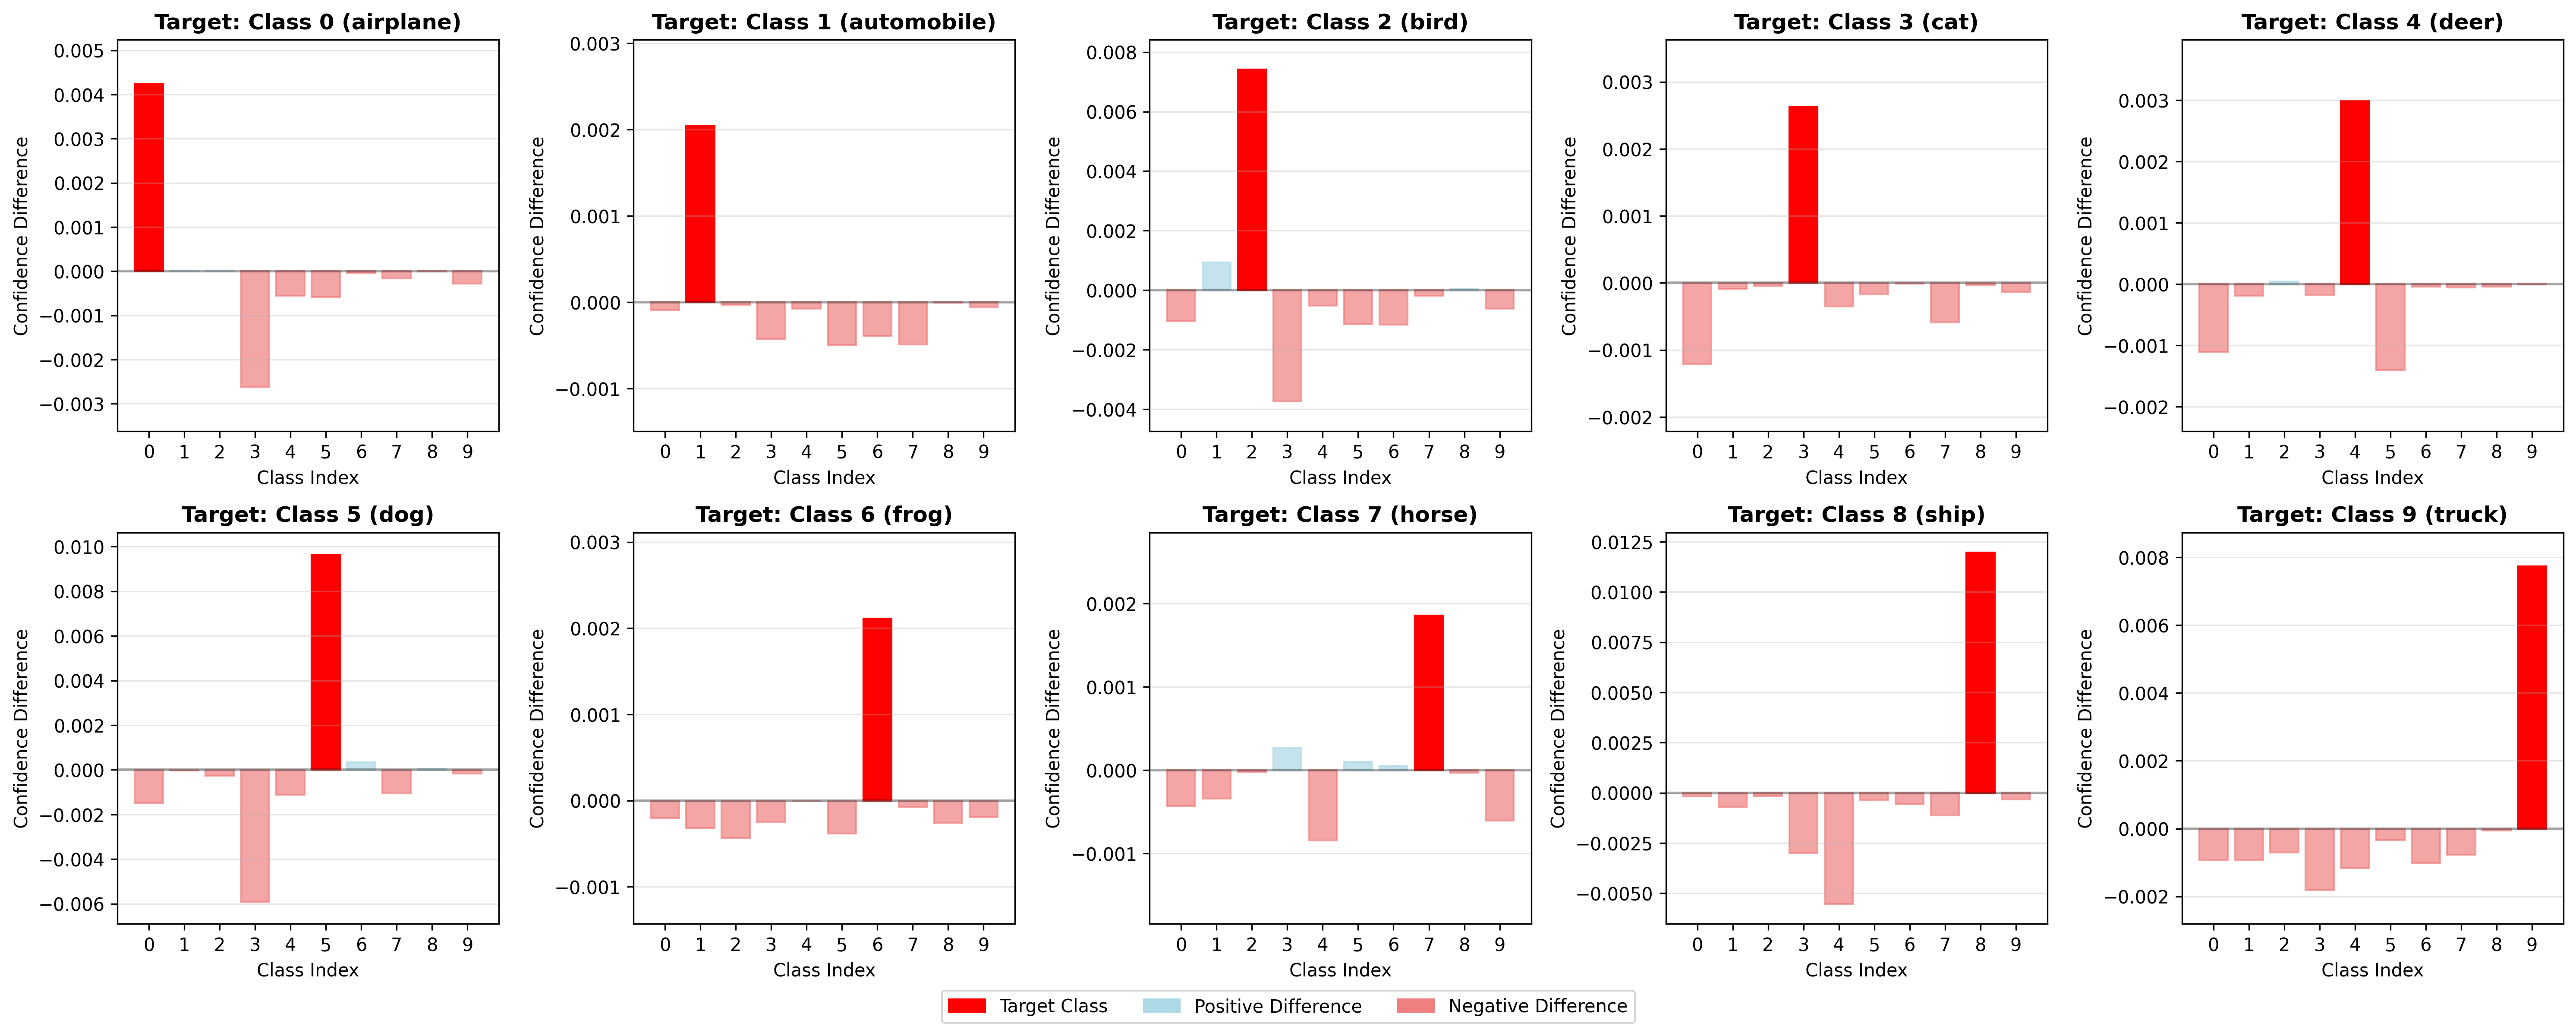 Target: Class 0 (airplane)
Confidence Difference
0.005
0.004
0.003
0.002
0.001
0.000
−0.001
−0.002
−0.003
0 1 2 3 4 5 6 7 8 9
Class Index
Target: Class 1 (automobile)
Confidence Difference
0.003
0.002
0.001
0.000
−0.001
0 1 2 3 4 5 6 7 8 9
Class Index
Target: Class 2 (bird)
Confidence Difference
0.008
0.006
0.004
0.002
0.000
−0.002
−0.004
0 1 2 3 4 5 6 7 8 9
Class Index
Target: Class 3 (cat)
Confidence Difference
0.003
0.002
0.001
0.000
−0.001
−0.002
0 1 2 3 4 5 6 7 8 9
Class Index
Target: Class 4 (deer)
Confidence Difference
0.003
0.002
0.001
0.000
−0.001
−0.002
0 1 2 3 4 5 6 7 8 9
Class Index
Target: Class 5 (dog)
Confidence Difference
0.010
0.008
0.006
0.004
0.002
0.000
−0.002
−0.004
−0.006
0 1 2 3 4 5 6 7 8 9
Class Index
Target: Class 6 (frog)
Confidence Difference
0.003
0.002
0.001
0.000
−0.001
0 1 2 3 4 5 6 7 8 9
Class Index
Target: Class 7 (horse)
Confidence Difference
0.002
0.001
0.000
−0.001
0 1 2 3 4 5 6 7 8 9
Class Index
Target: Class 8 (ship)
Confidence Difference
0.0125
0.0100
0.0075
0.0050
0.0025
0.0000
−0.0025
−0.0050
0 1 2 3 4 5 6 7 8 9
Class Index
Target: Class 9 (truck)
Confidence Difference
0.008
0.006
0.004
0.002
0.000
−0.002
0 1 2 3 4 5 6 7 8 9
Class Index
Target Class
Positive Difference
Negative Difference